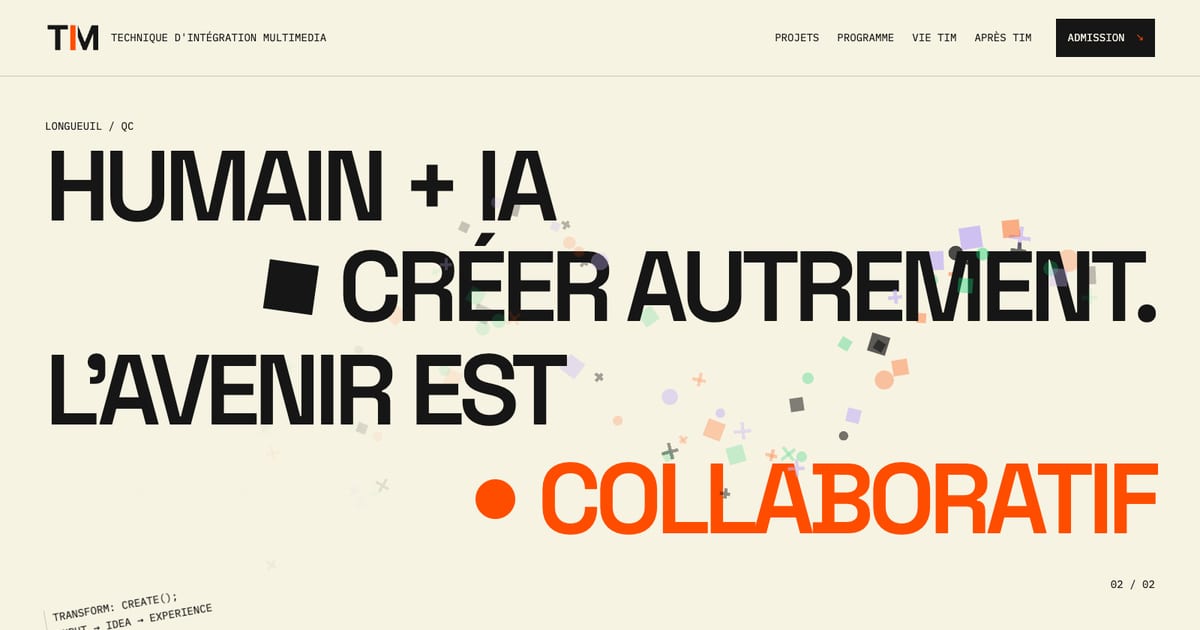 TIM TECHNIQUE D'INTÉGRATION MULTIMEDIA PROJETS PROGRAMME VIE TIM APRÈS TIM ADMISSION ↘
LONGUEUIL / QC
HUMAIN + IA
CRÉER AUTREMENT.
L’AVENIR EST
COLLABORATIF
02 / 02
TRANSFORM: CREATE();
→ IDEA → EXPERIENCE